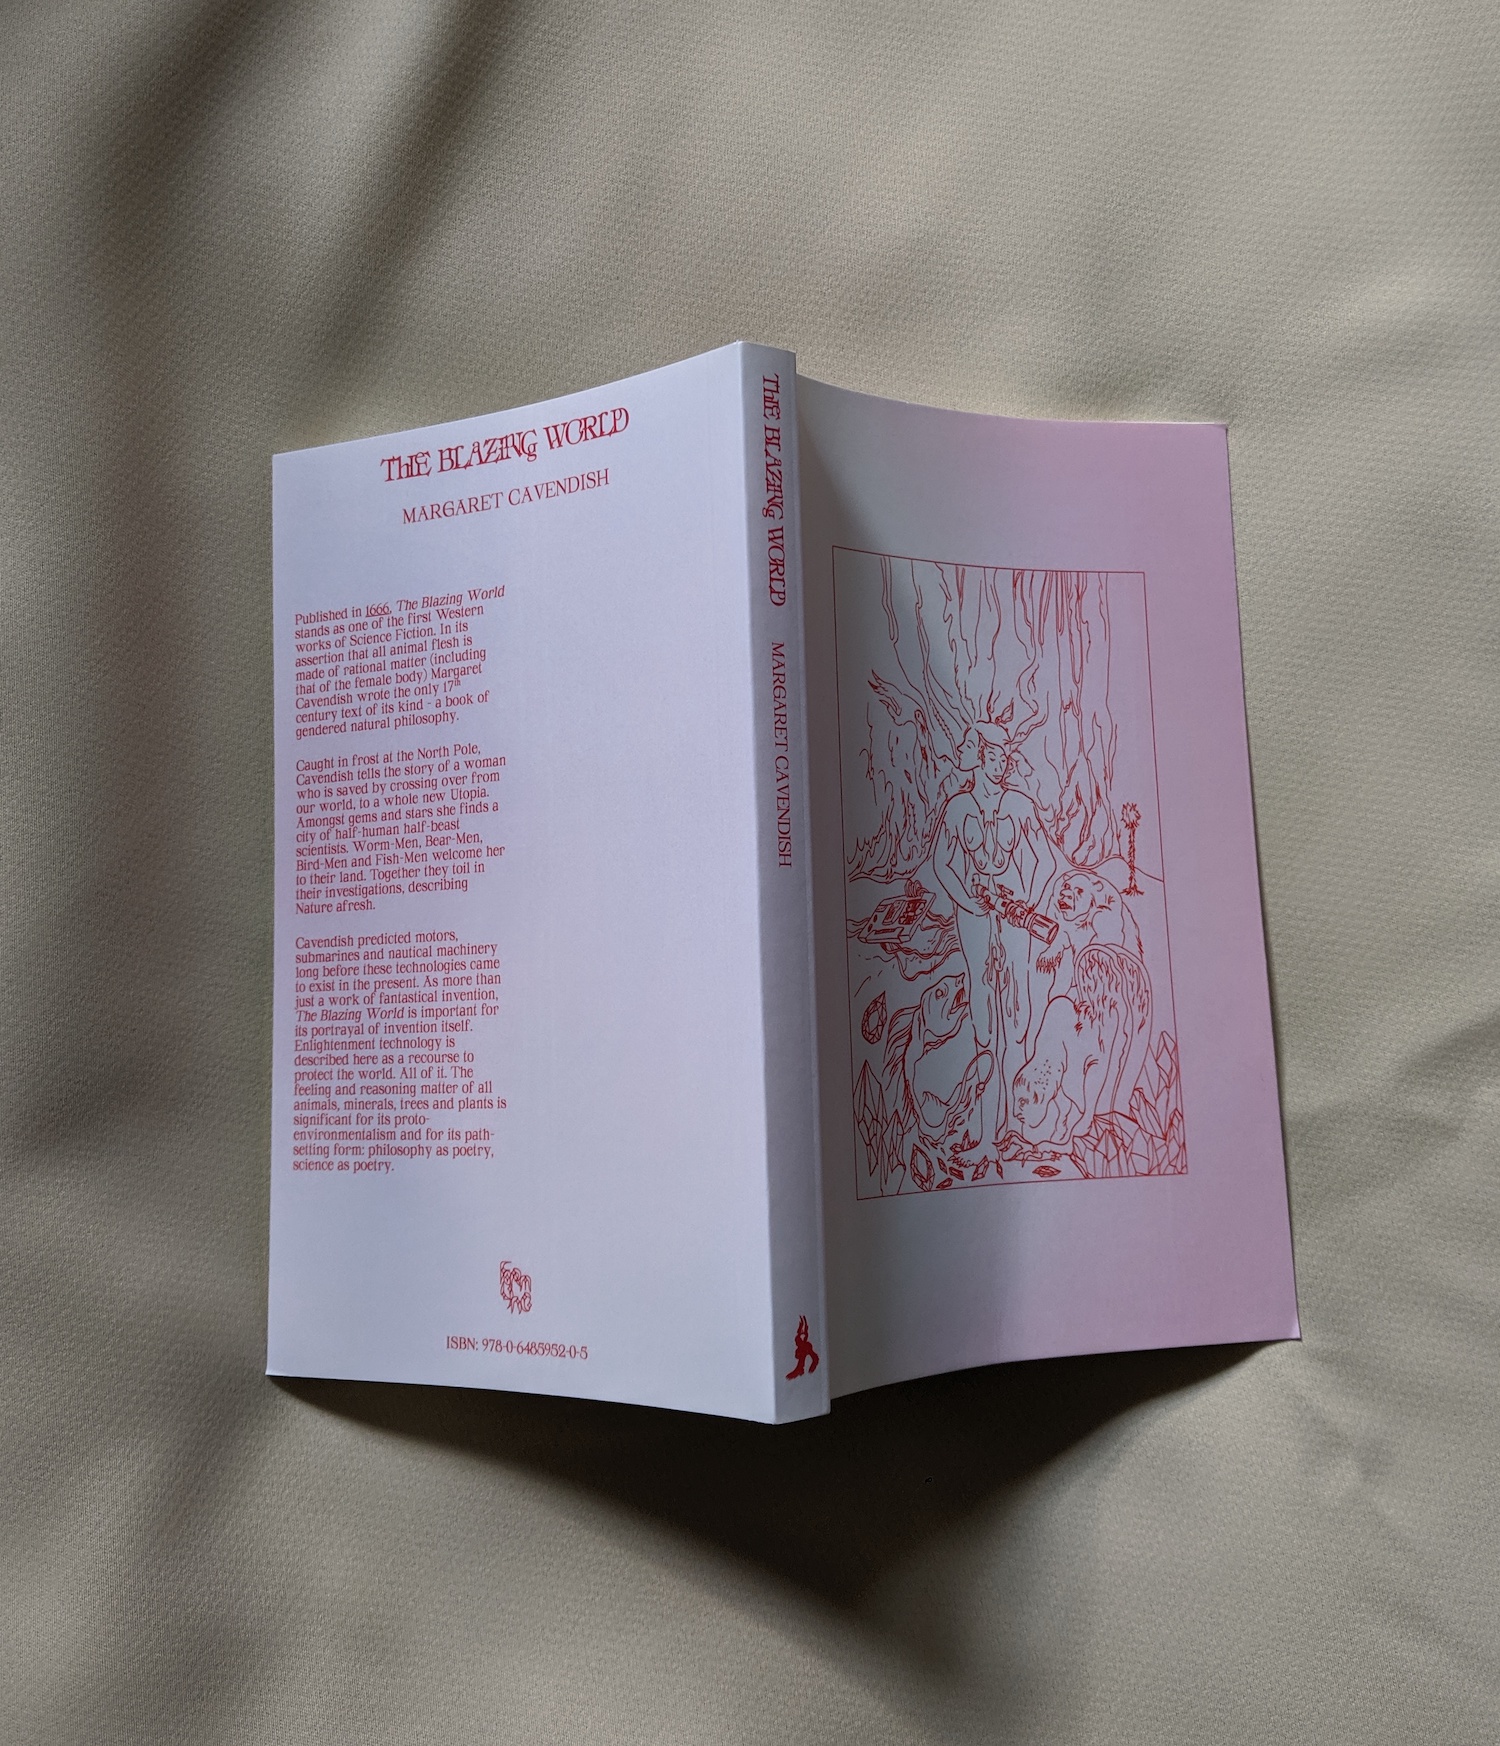 THE BLAZING WORLD
MARGARET CAVENDISH
Published in 1666, The Blazing World
stands as one of the first Western
works of Science Fiction. In its
assertion that all animal flesh is
made of rational matter (including
that of the female body) Margaret
Cavendish wrote the only 17th
century text of its kind - a book of
gendered natural philosophy.
Caught in frost at the North Pole,
Cavendish tells the story of a woman
who is saved by crossing over from
our world, to a whole new Utopia.
Amongst gems and stars she finds a
city of half-human half-beast
scientists. Worm-Men, Bear-Men,
Bird-Men and Fish-Men welcome her
to their land. Together they toil in
their investigations, describing
Nature afresh.
Cavendish predicted motors,
submarines and nautical machinery
long before these technologies came
to exist in the present. As more than
just a work of fantastical invention,
The Blazing World is important for
its portrayal of invention itself.
Enlightenment technology is
described here as a recourse to
protect the world. All of it. The
feeling and reasoning matter of all
animals, minerals, trees and plants is
significant for its proto-
environmentalism and for its path-
setting form: philosophy as poetry,
science as poetry.
ISBN: 978-0-6485952-0-5
THE BLAZING WORLD
MARGARET CAVENDISH